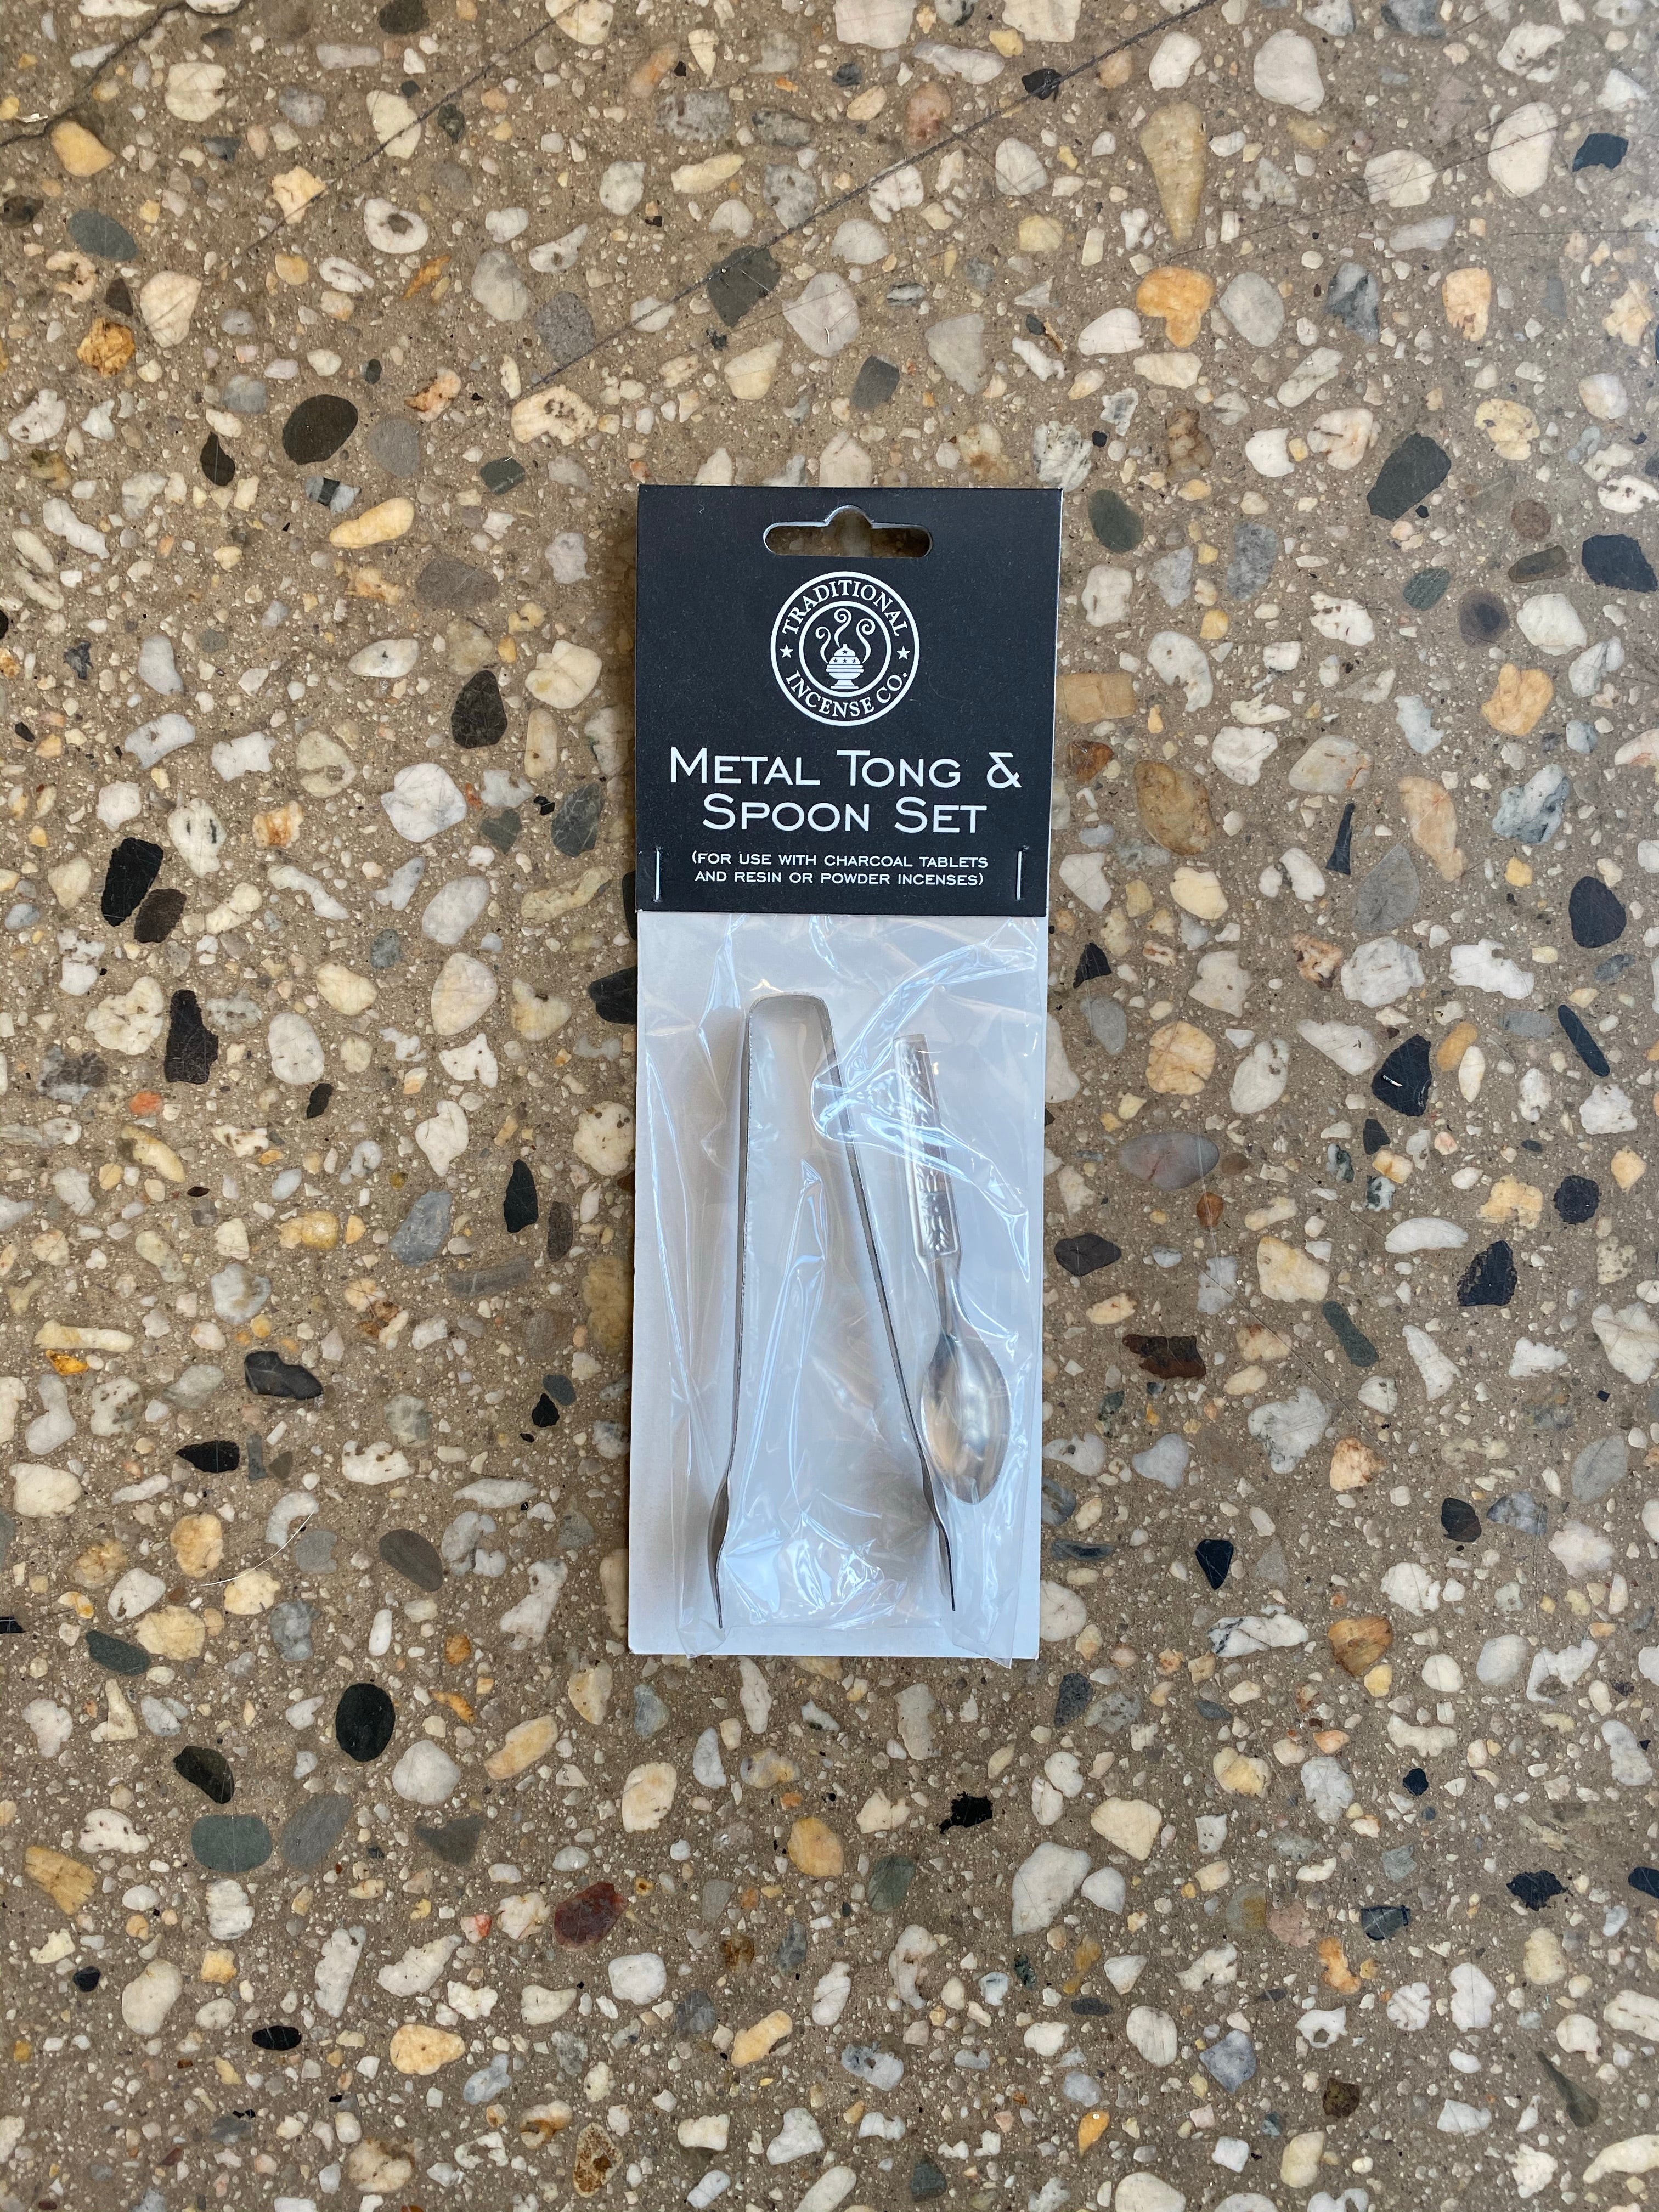 TRADITIONAL
INCENSE CO.
METAL TONG &
SPOON SET
(FOR USE WITH CHARCOAL TABLETS
AND RESIN OR POWDER INCENSES)